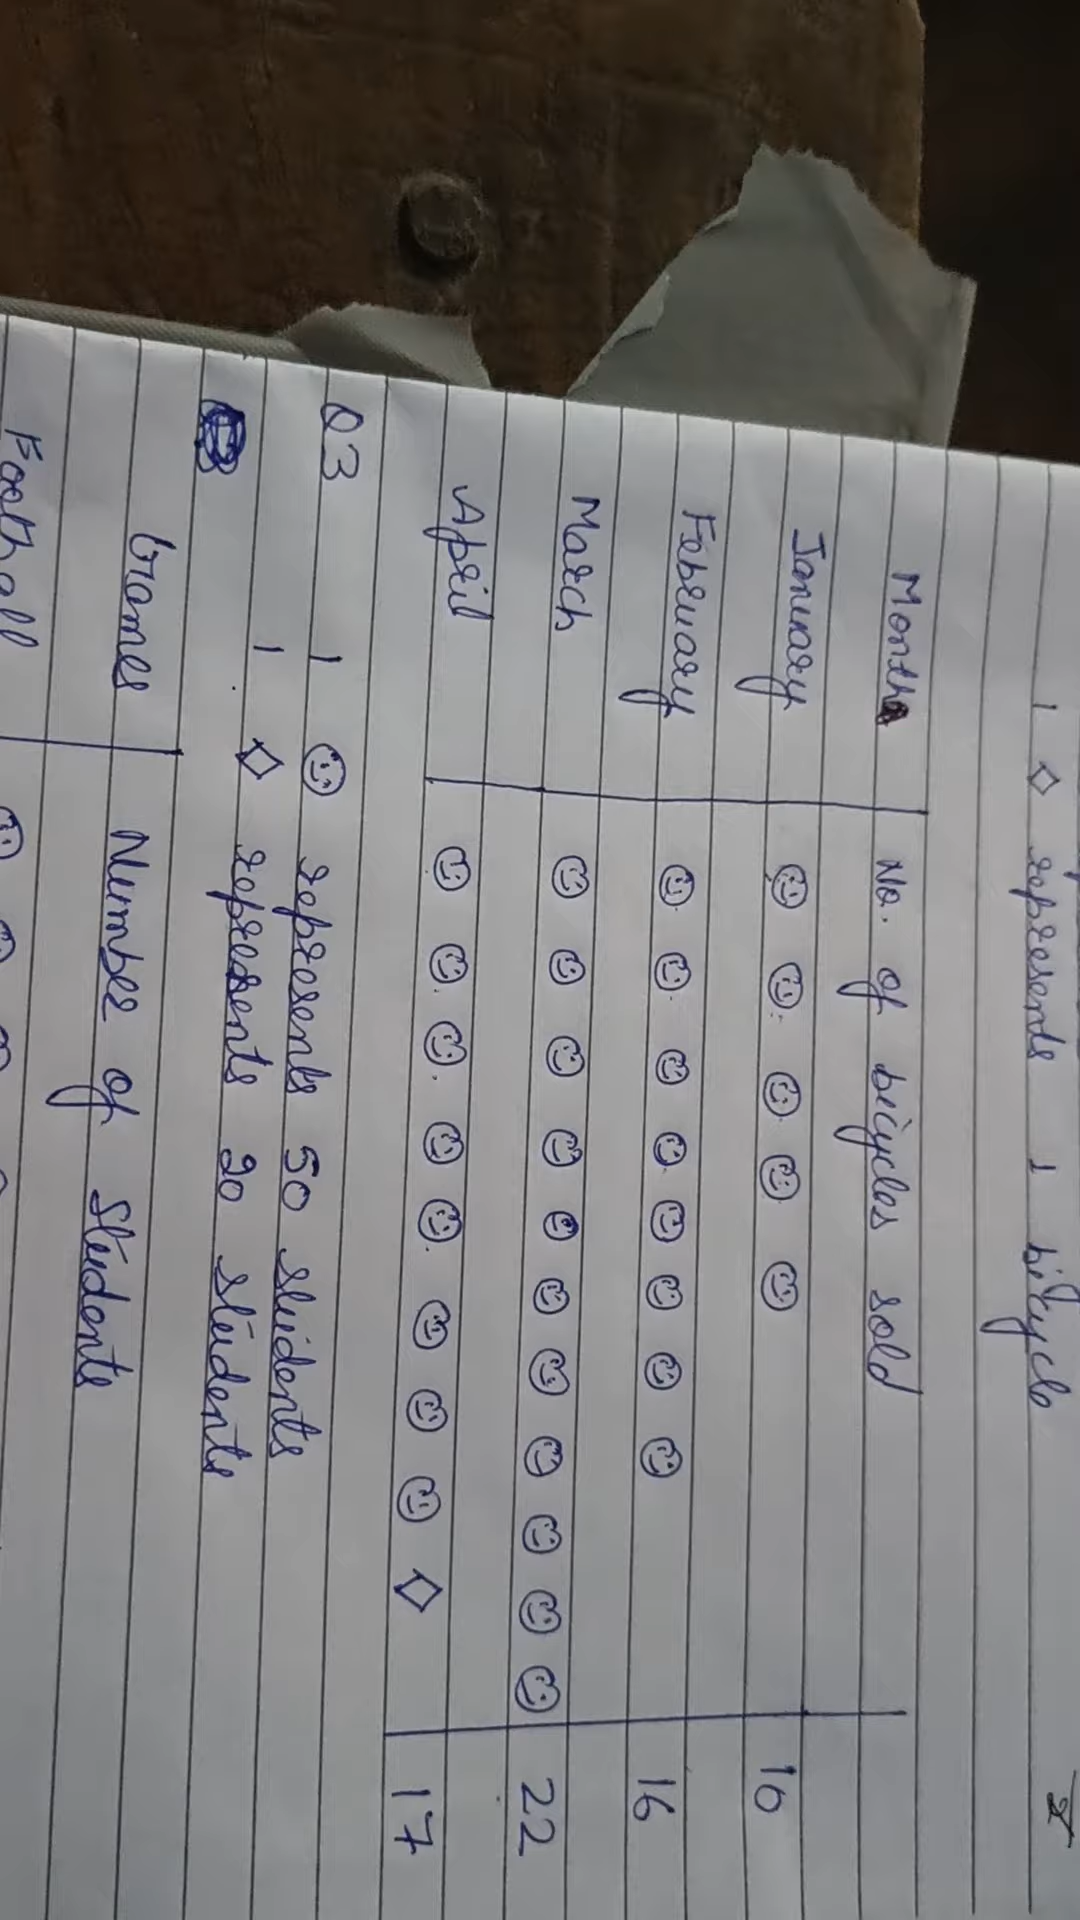 1 ◇ represents 1 bicycle
Months No. of bicycles sold
January ☺ ☺ ☺ ☺ ☺ 10
February ☺ ☺ ☺ ☺ ☺ ☺ ☺ ☺ 16
March ☺ ☺ ☺ ☺ ☺ ☺ ☺ ☺ ☺ ☺ ☺ 22
April ☺ ☺ ☺ ☺ ☺ ☺ ☺ ☺ ◇ 17
Q3 1 ☺ represents 50 students
1 ◇ represents 20 students
Games Number of Students
Football